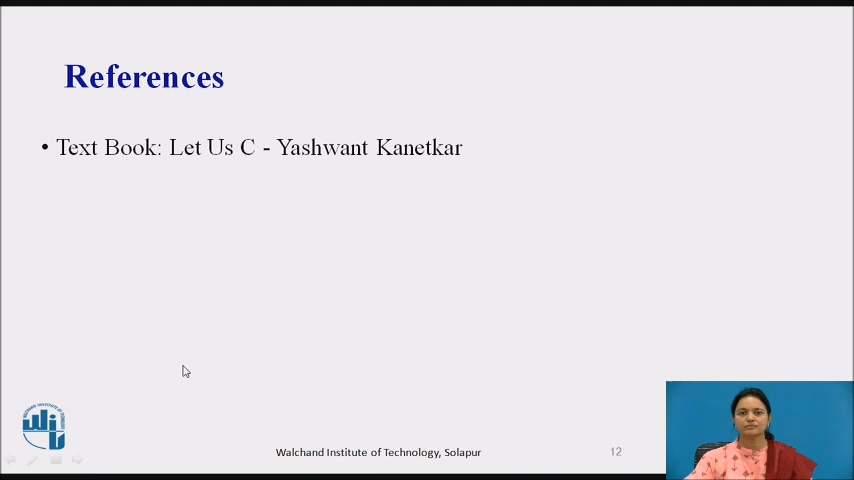 References
• Text Book: Let Us C - Yashwant Kanetkar
Walchand Institute of Technology, Solapur
12